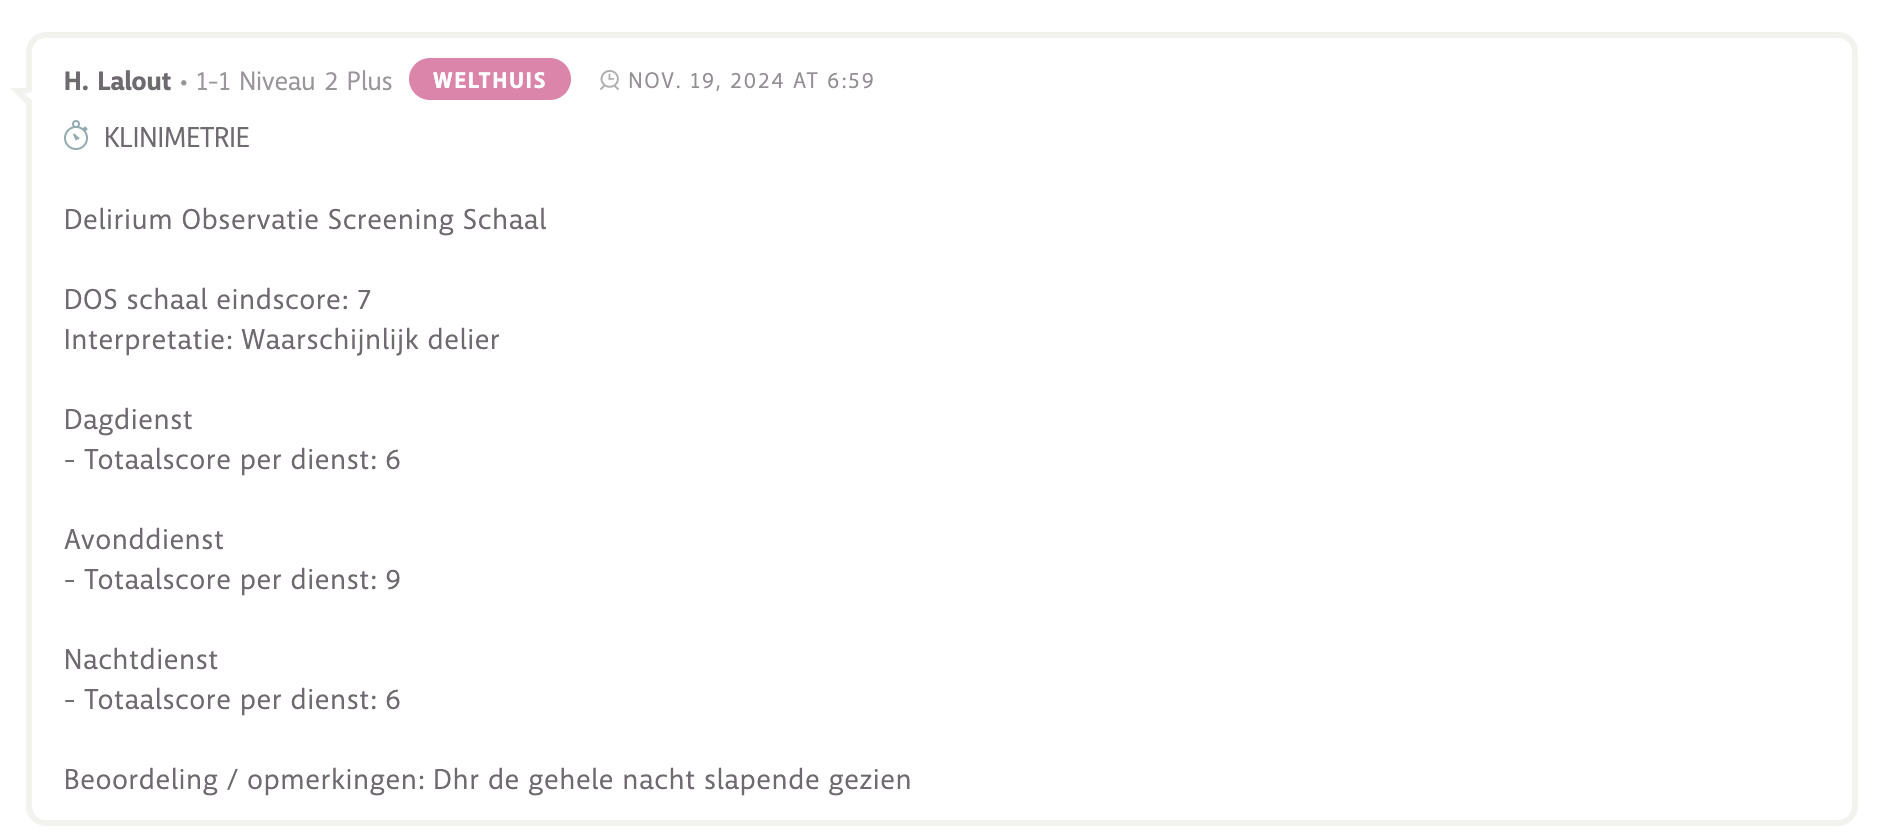 H. Lalout • 1-1 Niveau 2 Plus WELTHUIS NOV. 19, 2024 AT 6:59
KLINIMETRIE
Delirium Observatie Screening Schaal
DOS schaal eindscore: 7
Interpretatie: Waarschijnlijk delier
Dagdienst
- Totaalscore per dienst: 6
Avonddienst
- Totaalscore per dienst: 9
Nachtdienst
- Totaalscore per dienst: 6
Beoordeling / opmerkingen: Dhr de gehele nacht slapende gezien